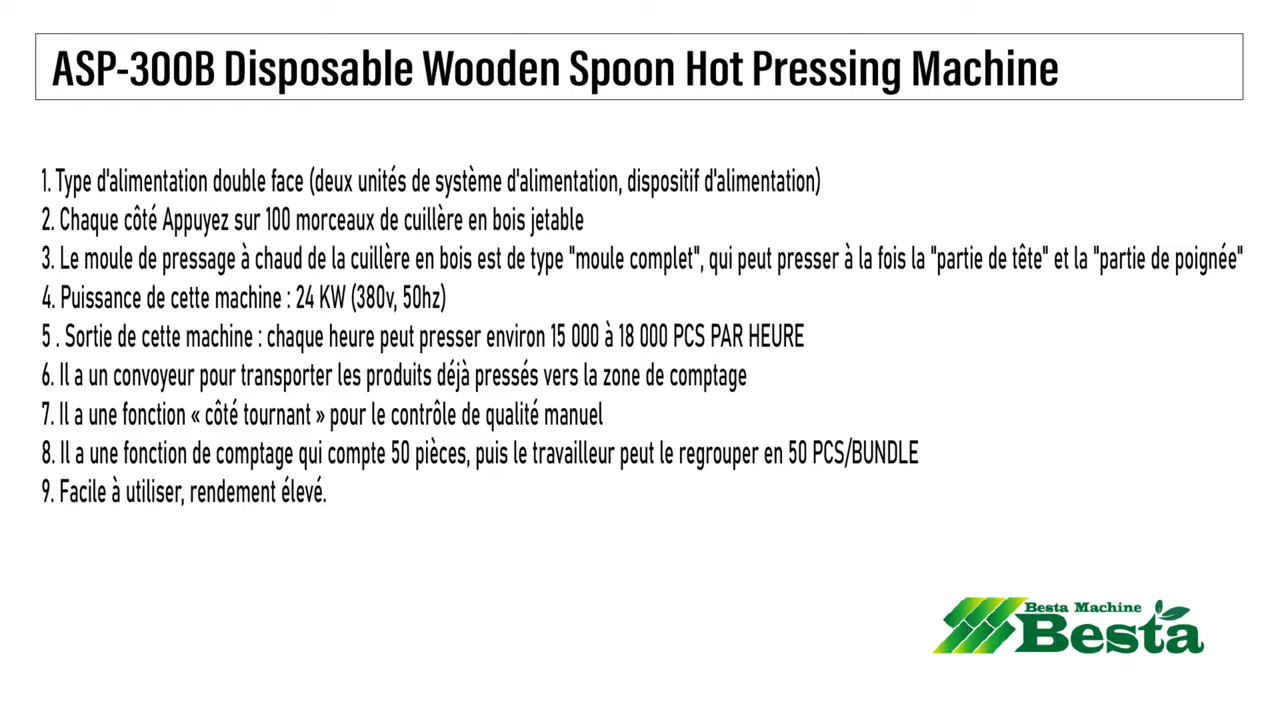 ASP-300B Disposable Wooden Spoon Hot Pressing Machine
1. Type d'alimentation double face (deux unités de système d'alimentation, dispositif d'alimentation)
2. Chaque côté Appuyez sur 100 morceaux de cuillère en bois jetable
3. Le moule de pressage à chaud de la cuillère en bois est de type "moule complet", qui peut presser à la fois la "partie de tête" et la "partie de poignée"
4. Puissance de cette machine : 24 KW (380v, 50hz)
5 . Sortie de cette machine : chaque heure peut presser environ 15 000 à 18 000 PCS PAR HEURE
6. Il a un convoyeur pour transporter les produits déjà pressés vers la zone de comptage
7. Il a une fonction « côté tournant » pour le contrôle de qualité manuel
8. Il a une fonction de comptage qui compte 50 pièces, puis le travailleur peut le regrouper en 50 PCS/BUNDLE
9. Facile à utiliser, rendement élevé.
Besta Machine
Besta